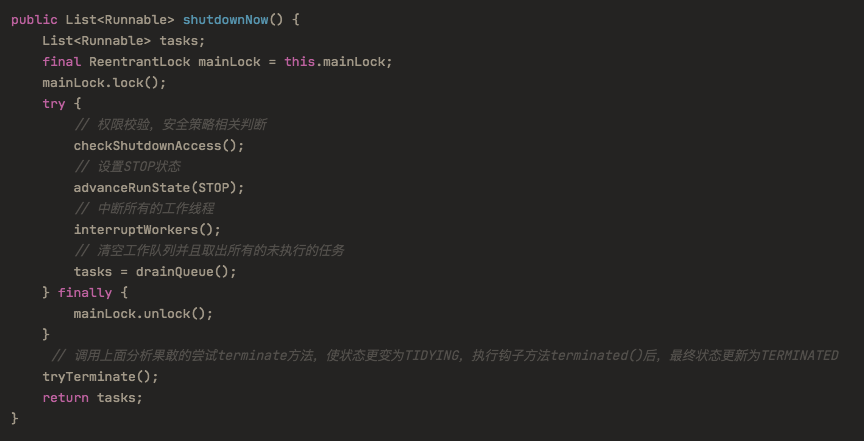 public List<Runnable> shutdownNow() {
    List<Runnable> tasks;
    final ReentrantLock mainLock = this.mainLock;
    mainLock.lock();
    try {
        // 权限校验，安全策略相关判断
        checkShutdownAccess();
        // 设置STOP状态
        advanceRunState(STOP);
        // 中断所有的工作线程
        interruptWorkers();
        // 清空工作队列并且取出所有的未执行的任务
        tasks = drainQueue();
    } finally {
        mainLock.unlock();
    }
     // 调用上面分析果敢的尝试terminate方法，使状态更变为TIDYING，执行钩子方法terminated()后，最终状态更新为TERMINATED
    tryTerminate();
    return tasks;
}